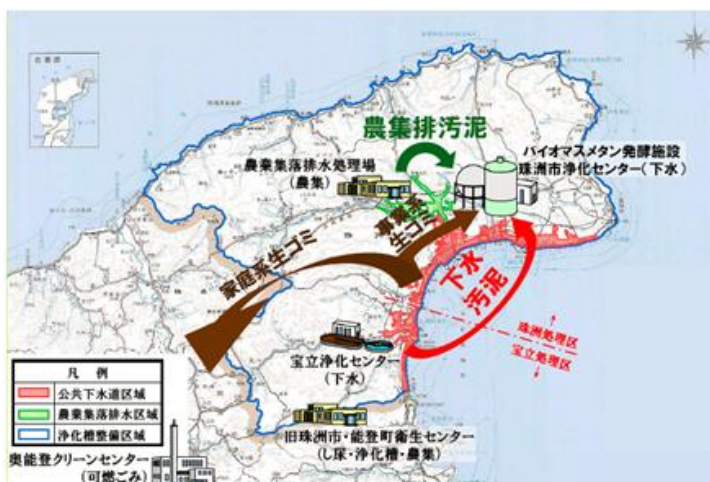 位置図
農集排汚泥
バイオマスメタン発酵施設
珠洲市浄化センター(下水)
農業集落排水処理場
(農集)
事業系
生ゴミ
家庭系生ゴミ
下水
汚泥
珠洲処理区
宝立処理区
宝立浄化センター
(下水)
凡 例
公共下水道区域
農業集落排水区域
浄化槽整備区域
旧珠洲市・能登町衛生センター
(し尿・浄化槽・農集)
奥能登クリーンセンター
(可燃ごみ)